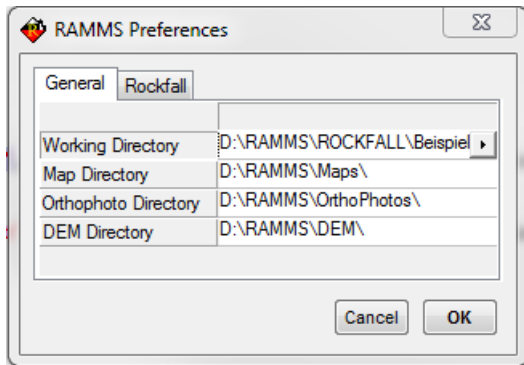 RAMMS Preferences
General Rockfall
Working Directory D:\RAMMS\ROCKFALL\Beispiel
Map Directory D:\RAMMS\Maps\
Orthophoto Directory D:\RAMMS\OrthoPhotos\
DEM Directory D:\RAMMS\DEM\
Cancel OK